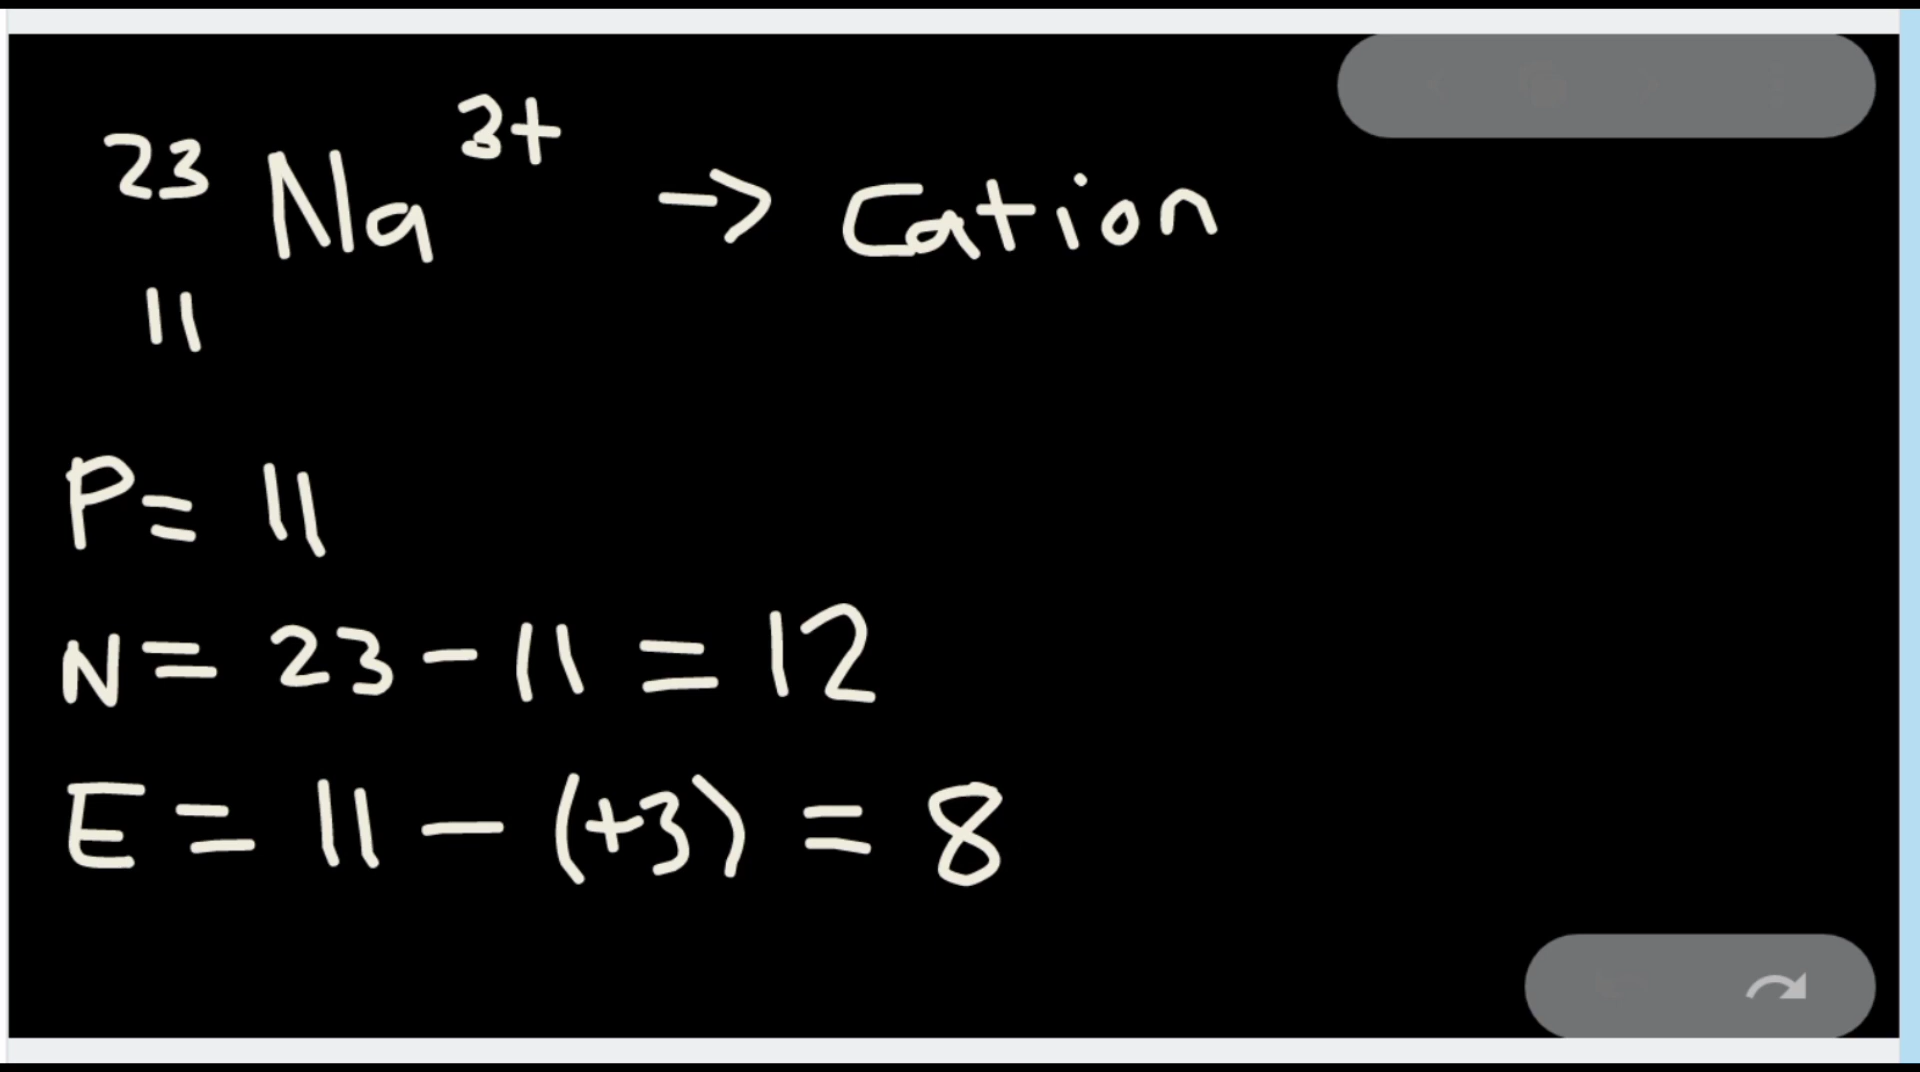 23 Na 3+ -> Cation
11
P= 11
N= 23-11 = 12
E= 11-(+3) = 8